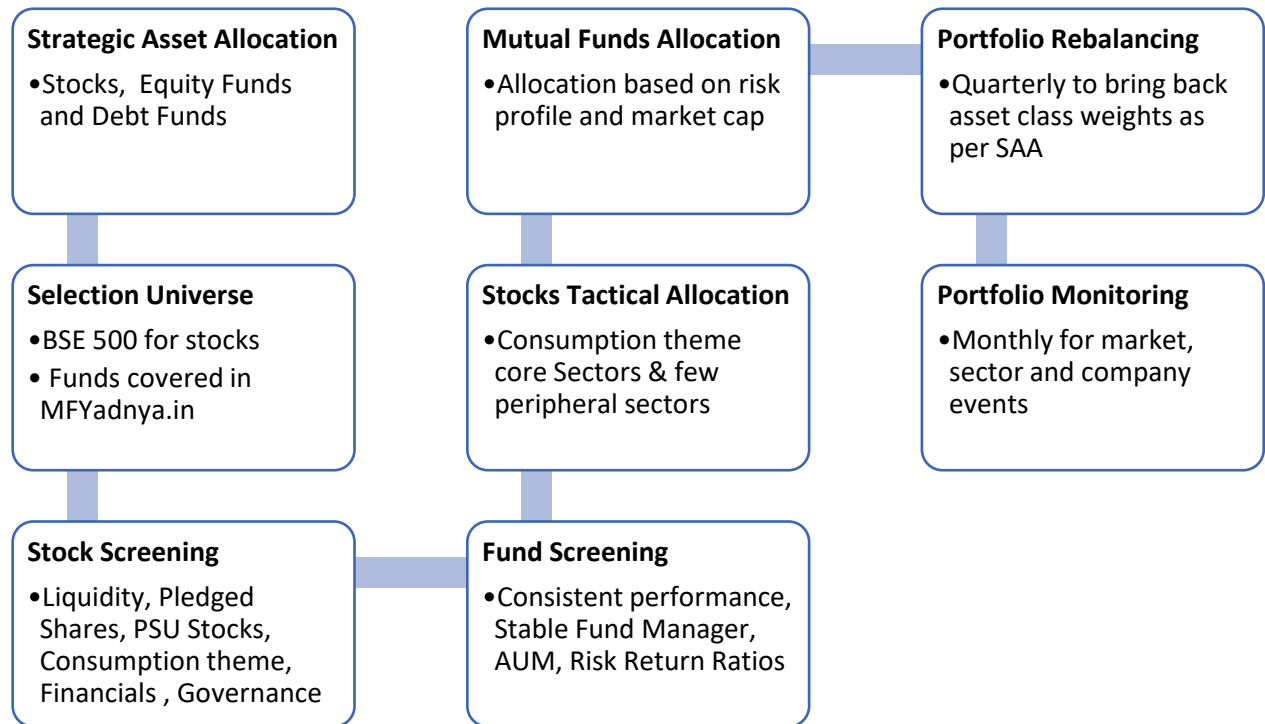 Strategic Asset Allocation
•Stocks, Equity Funds
and Debt Funds
Selection Universe
•BSE 500 for stocks
• Funds covered in
MFYadnya.in
Stock Screening
•Liquidity, Pledged
Shares, PSU Stocks,
Consumption theme,
Financials , Governance
Fund Screening
•Consistent performance,
Stable Fund Manager,
AUM, Risk Return Ratios
Stocks Tactical Allocation
•Consumption theme
core Sectors & few
peripheral sectors
Mutual Funds Allocation
•Allocation based on risk
profile and market cap
Portfolio Rebalancing
•Quarterly to bring back
asset class weights as
per SAA
Portfolio Monitoring
•Monthly for market,
sector and company
events